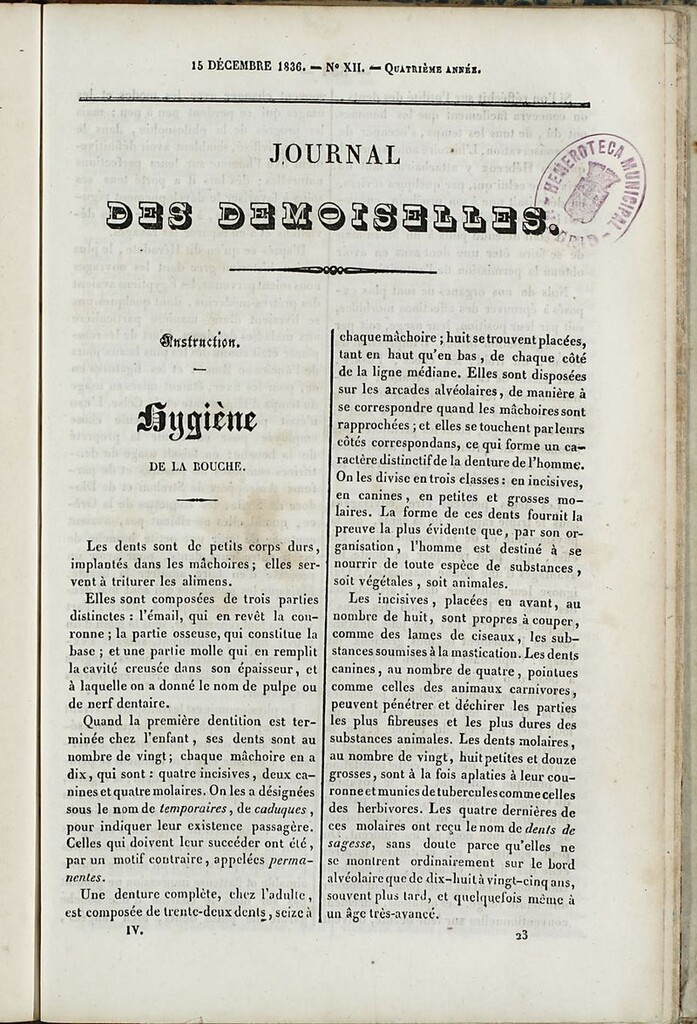 15 DÉCEMBRE 1836. — N° XII. — QUATRIÈME ANNÉE.
JOURNAL
DES DEMOISELLES.
HEMEROTECA MUNICIPAL
Instruction.
Hygiène
DE LA BOUCHE.
Les dents sont de petits corps durs,
implantés dans les mâchoires ; elles ser-
vent à triturer les alimens.
Elles sont composées de trois parties
distinctes : l'émail, qui en revêt la cou-
ronne ; la partie osseuse, qui constitue la
base ; et une partie molle qui en remplit
la cavité creusée dans son épaisseur, et
à laquelle on a donné le nom de pulpe ou
de nerf dentaire.
Quand la première dentition est ter-
minée chez l'enfant, ses dents sont au
nombre de vingt ; chaque mâchoire en a
dix, qui sont : quatre incisives, deux ca-
nines et quatre molaires. On les a désignées
sous le nom de temporaires, de caduques,
pour indiquer leur existence passagère.
Celles qui doivent leur succéder ont été,
par un motif contraire, appelées perma-
nentes.
Une denture complète, chez l'adulte,
est composée de trente-deux dents, seize à
IV.
chaque mâchoire ; huit se trouvent placées,
tant en haut qu'en bas, de chaque côté
de la ligne médiane. Elles sont disposées
sur les arcades alvéolaires, de manière à
se correspondre quand les mâchoires sont
rapprochées ; et elles se touchent par leurs
côtés correspondans, ce qui forme un ca-
ractère distinctif de la denture de l'homme.
On les divise en trois classes : en incisives,
en canines, en petites et grosses mo-
laires. La forme de ces dents fournit la
preuve la plus évidente que, par son or-
ganisation, l'homme est destiné à se
nourrir de toute espèce de substances,
soit végétales, soit animales.
Les incisives, placées en avant, au
nombre de huit, sont propres à couper,
comme des lames de ciseaux, les sub-
stances soumises à la mastication. Les dents
canines, au nombre de quatre, pointues
comme celles des animaux carnivores,
peuvent pénétrer et déchirer les parties
les plus fibreuses et les plus dures des
substances animales. Les dents molaires,
au nombre de vingt, huit petites et douze
grosses, sont à la fois aplaties à leur cou-
ronne et munies de tubercules comme celles
des herbivores. Les quatre dernières de
ces molaires ont reçu le nom de dents de
sagesse, sans doute parce qu'elles ne
se montrent ordinairement sur le bord
alvéolaire que de dix-huit à vingt-cinq ans,
souvent plus tard, et quelquefois même à
un âge très-avancé.
23